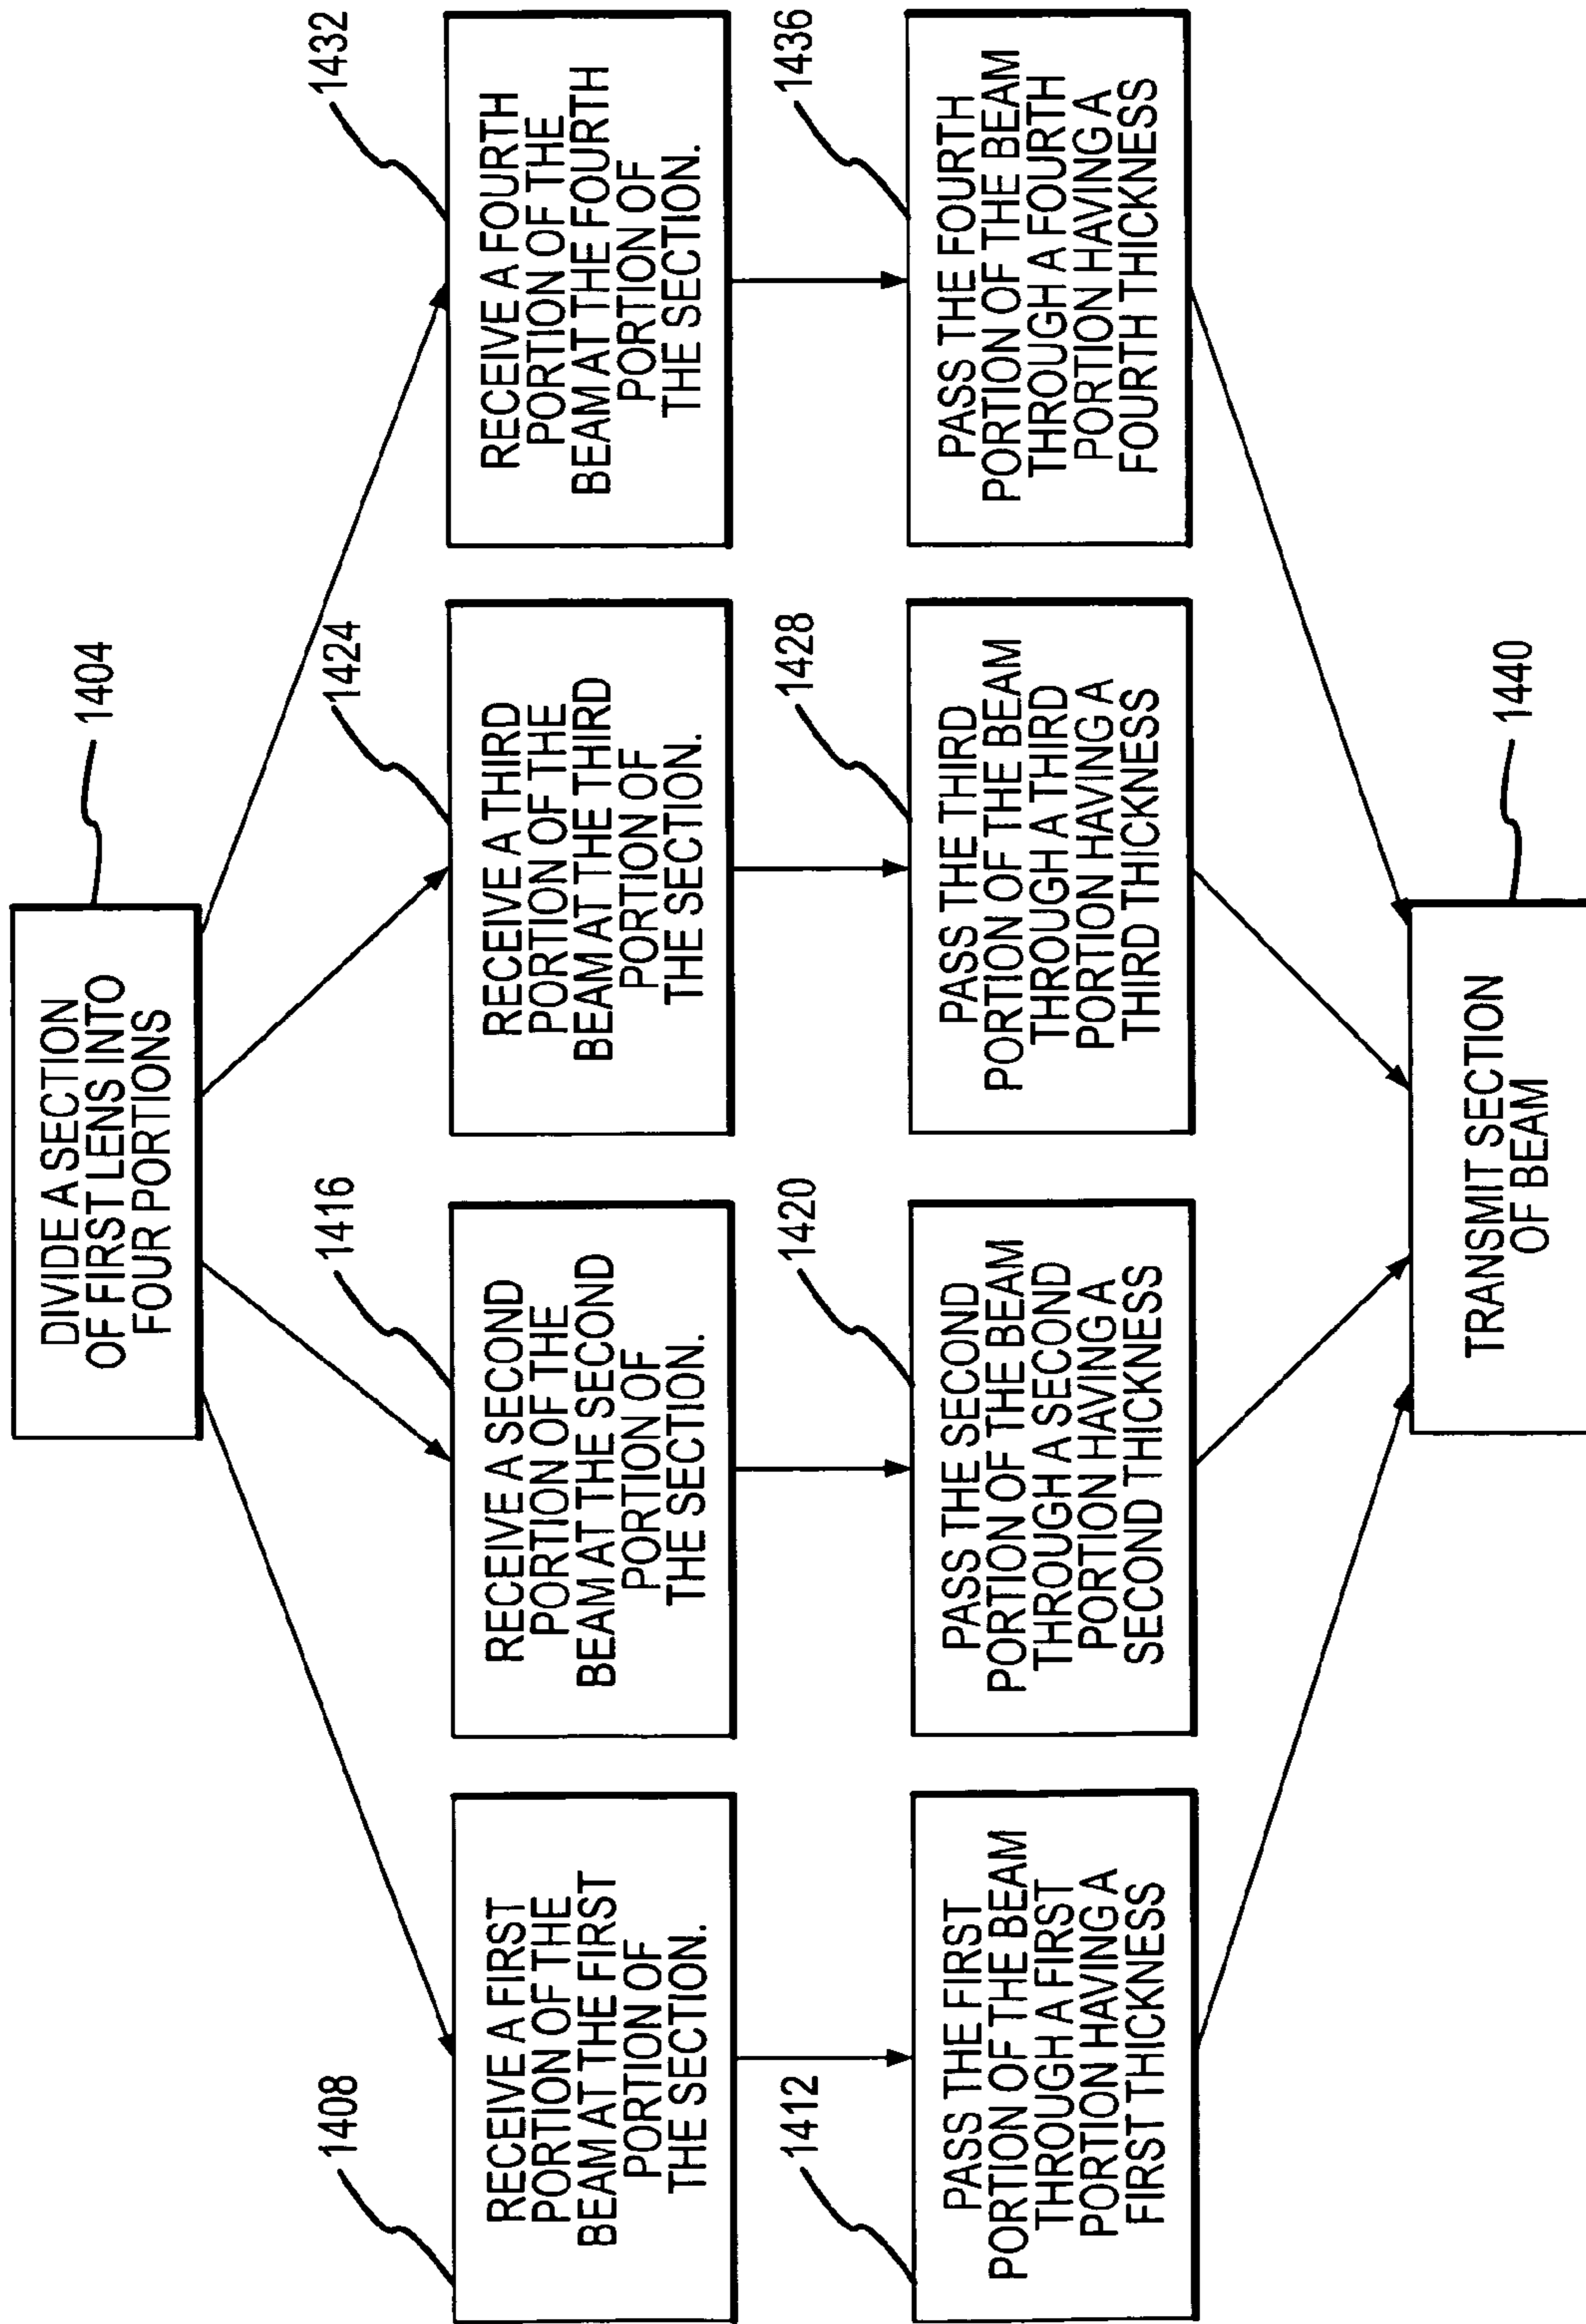 DIVIDE A SECTION
OF FIRST LENS INTO
FOUR PORTIONS
1404
1408
RECEIVE A FIRST
PORTION OF THE
BEAM AT THE FIRST
PORTION OF
THE SECTION.
1416
RECEIVE A SECOND
PORTION OF THE
BEAM AT THE SECOND
PORTION OF
THE SECTION.
1424
RECEIVE A THIRD
PORTION OF THE
BEAM AT THE THIRD
PORTION OF
THE SECTION.
1432
RECEIVE A FOURTH
PORTION OF THE
BEAM AT THE FOURTH
PORTION OF
THE SECTION.
1412
PASS THE FIRST
PORTION OF THE BEAM
THROUGH A FIRST
PORTION HAVING A
FIRST THICKNESS
1420
PASS THE SECOND
PORTION OF THE BEAM
THROUGH A SECOND
PORTION HAVING A
SECOND THICKNESS
1428
PASS THE THIRD
PORTION OF THE BEAM
THROUGH A THIRD
PORTION HAVING A
THIRD THICKNESS
1436
PASS THE FOURTH
PORTION OF THE BEAM
THROUGH A FOURTH
PORTION HAVING A
FOURTH THICKNESS
TRANSMIT SECTION
OF BEAM
1440